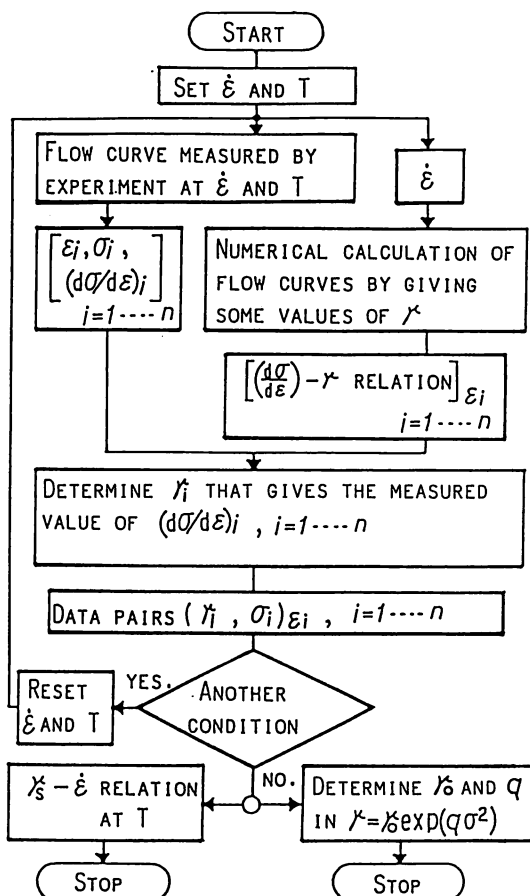 START
SET ε̇ AND T
FLOW CURVE MEASURED BY
EXPERIMENT AT ε̇ AND T
ε̇
[εi, σi,
(dσ/dε)i]
i=1----n
NUMERICAL CALCULATION OF
FLOW CURVES BY GIVING
SOME VALUES OF γ
[(dσ/dε)-γ RELATION]εi
i=1----n
DETERMINE γi THAT GIVES THE MEASURED
VALUE OF (dσ/dε)i , i=1----n
DATA PAIRS (γi , σi)εi , i=1----n
YES.
RESET
ε̇ AND T
ANOTHER
CONDITION
NO.
γs-ε̇ RELATION
AT T
DETERMINE γo AND q
IN γ=γoexp(qσ²)
STOP
STOP